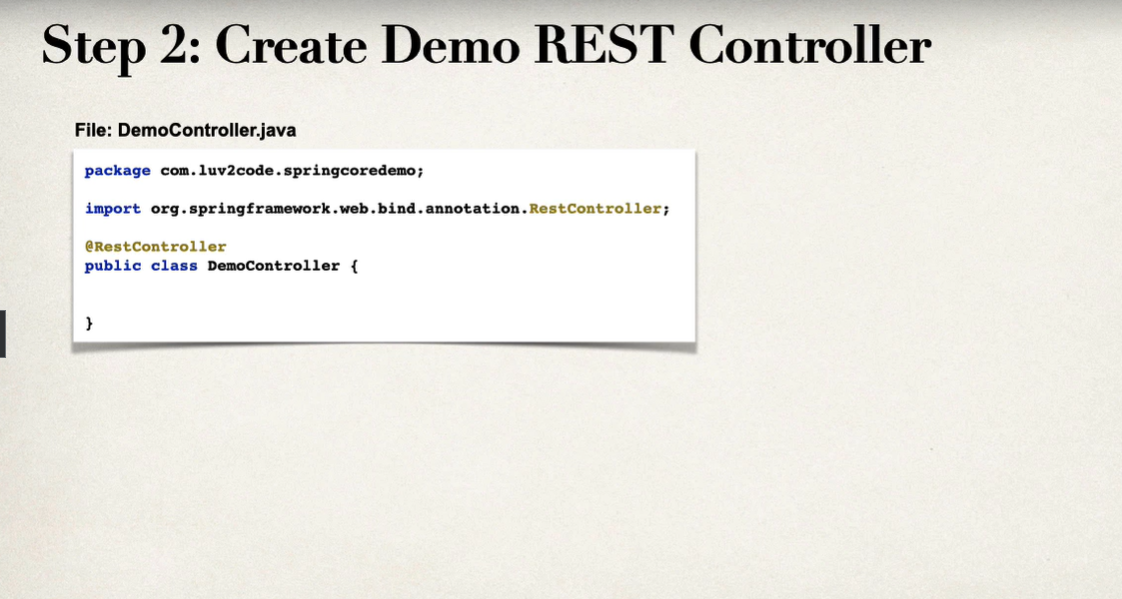 Step 2: Create Demo REST Controller
File: DemoController.java
package com.luv2code.springcoredemo;
import org.springframework.web.bind.annotation.RestController;
@RestController
public class DemoController {
}